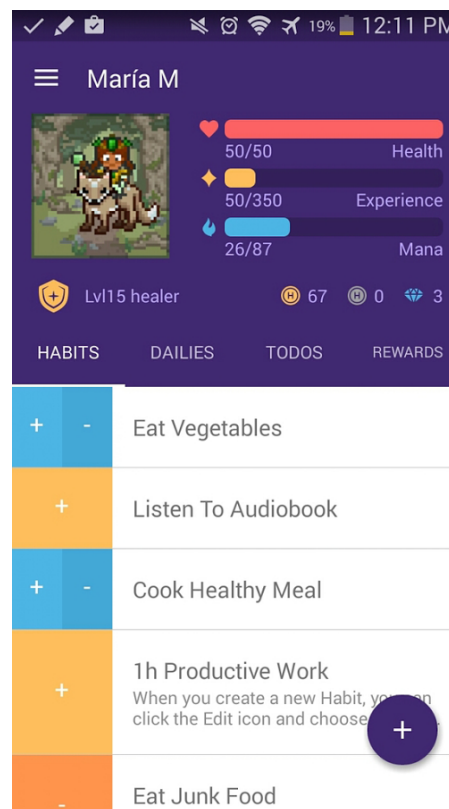 19% 12:11 PM
María M
50/50 Health
50/350 Experience
26/87 Mana
Lvl15 healer 67 0 3
HABITS DAILIES TODOS REWARDS
+ - Eat Vegetables
+ Listen To Audiobook
+ - Cook Healthy Meal
+ 1h Productive Work
When you create a new Habit, you can
click the Edit icon and choose
+
- Eat Junk Food